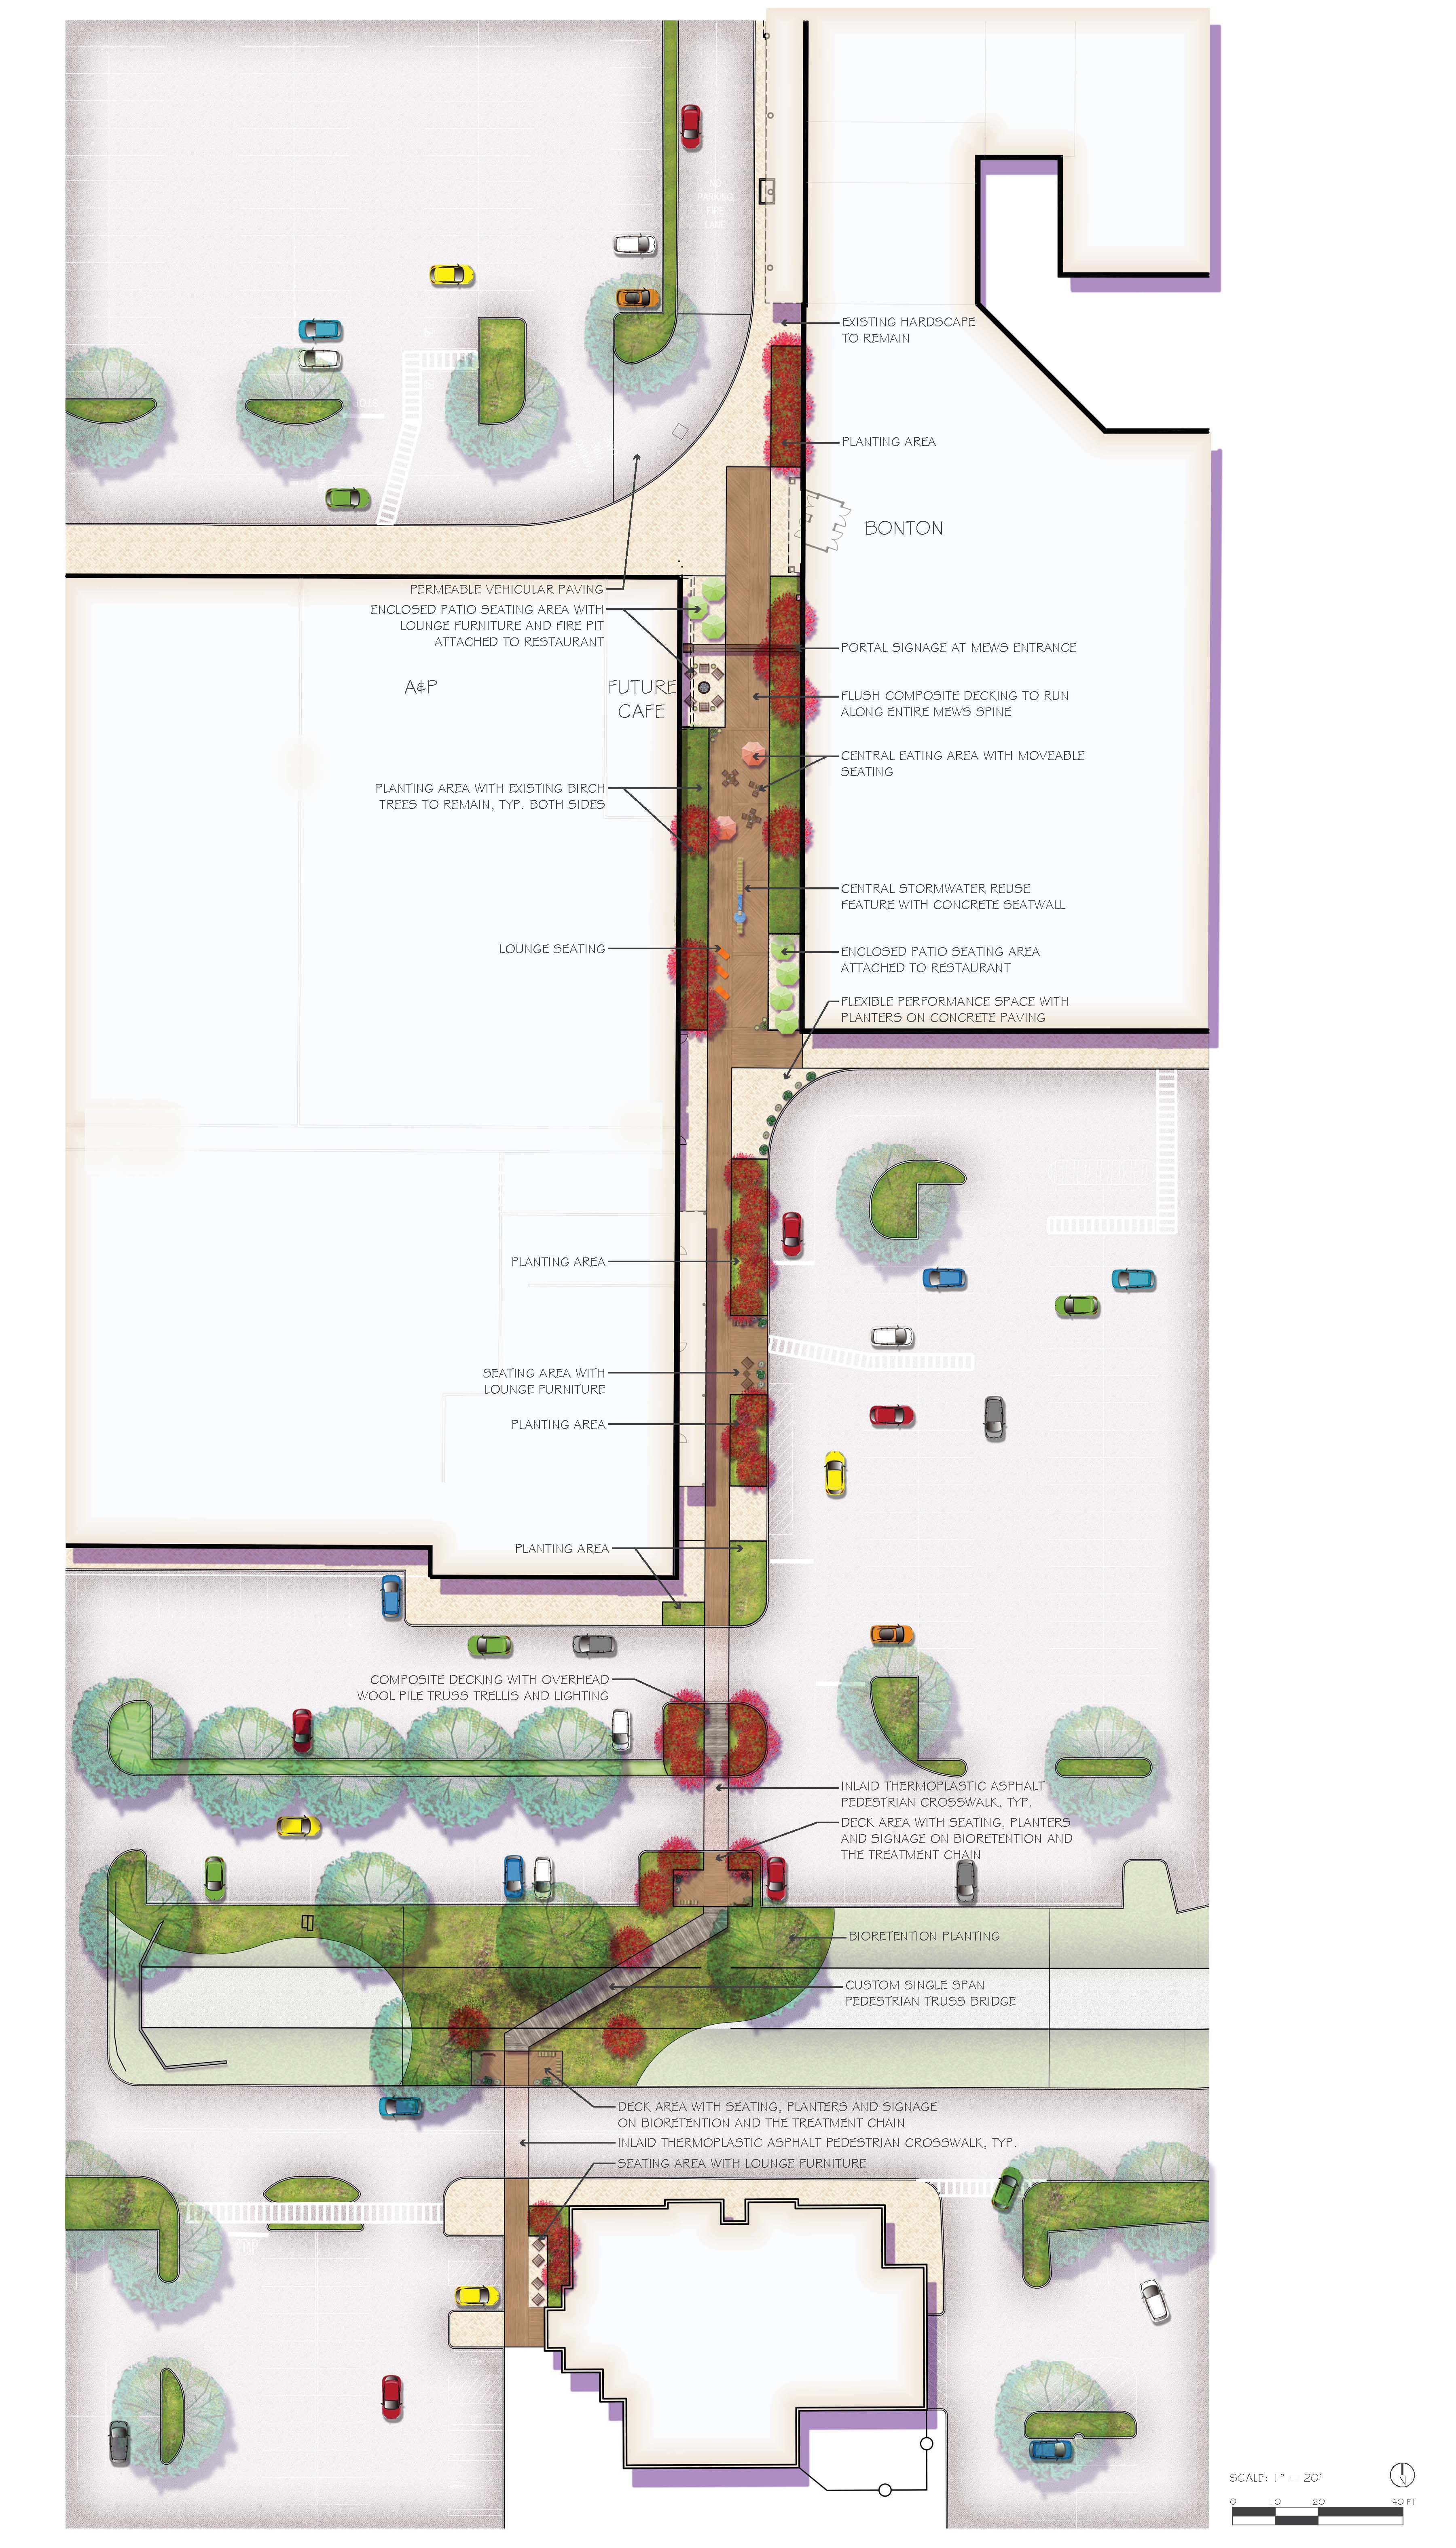 NO
PARKING
FIRE
LANE
EXISTING HARDSCAPE
TO REMAIN
PLANTING AREA
BONTON
PERMEABLE VEHICULAR PAVING
ENCLOSED PATIO SEATING AREA WITH
LOUNGE FURNITURE AND FIRE PIT
ATTACHED TO RESTAURANT
PORTAL SIGNAGE AT MEWS ENTRANCE
A&P
FUTURE
CAFE
FLUSH COMPOSITE DECKING TO RUN
ALONG ENTIRE MEWS SPINE
CENTRAL EATING AREA WITH MOVEABLE
SEATING
PLANTING AREA WITH EXISTING BIRCH
TREES TO REMAIN, TYP. BOTH SIDES
CENTRAL STORMWATER REUSE
FEATURE WITH CONCRETE SEATWALL
LOUNGE SEATING
ENCLOSED PATIO SEATING AREA
ATTACHED TO RESTAURANT
FLEXIBLE PERFORMANCE SPACE WITH
PLANTERS ON CONCRETE PAVING
PLANTING AREA
SEATING AREA WITH
LOUNGE FURNITURE
PLANTING AREA
PLANTING AREA
COMPOSITE DECKING WITH OVERHEAD
WOOL PILE TRUSS TRELLIS AND LIGHTING
INLAID THERMOPLASTIC ASPHALT
PEDESTRIAN CROSSWALK, TYP.
DECK AREA WITH SEATING, PLANTERS
AND SIGNAGE ON BIORETENTION AND
THE TREATMENT CHAIN
BIORETENTION PLANTING
CUSTOM SINGLE SPAN
PEDESTRIAN TRUSS BRIDGE
DECK AREA WITH SEATING, PLANTERS AND SIGNAGE
ON BIORETENTION AND THE TREATMENT CHAIN
INLAID THERMOPLASTIC ASPHALT PEDESTRIAN CROSSWALK, TYP.
SEATING AREA WITH LOUNGE FURNITURE
SCALE: 1" = 20'
N
0 10 20 40 FT